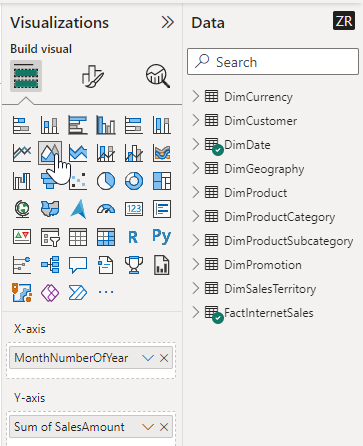 Visualizations
Build visual
R
Py
123
X-axis
MonthNumberOfYear
Y-axis
Sum of SalesAmount
Data
ZR
Search
DimCurrency
DimCustomer
DimDate
DimGeography
DimProduct
DimProductCategory
DimProductSubcategory
DimPromotion
DimSalesTerritory
FactInternetSales